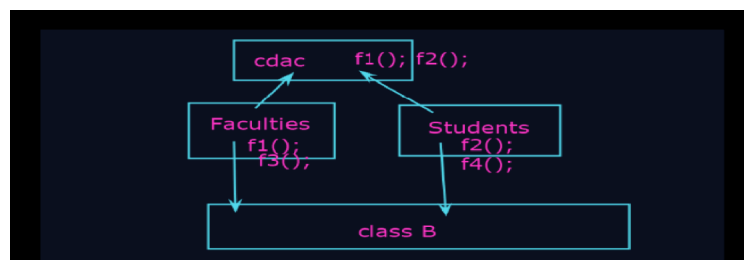 cdac f1(); f2();
Faculties
f1();
f3(),
Students
f2();
f4();
class B